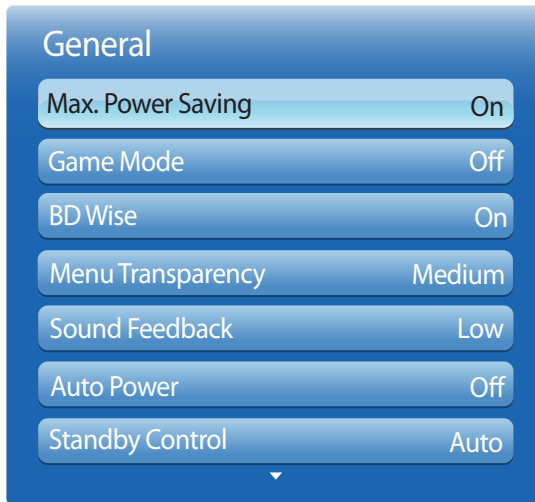 General
Max. Power Saving On
Game Mode Off
BD Wise On
Menu Transparency Medium
Sound Feedback Low
Auto Power Off
Standby Control Auto